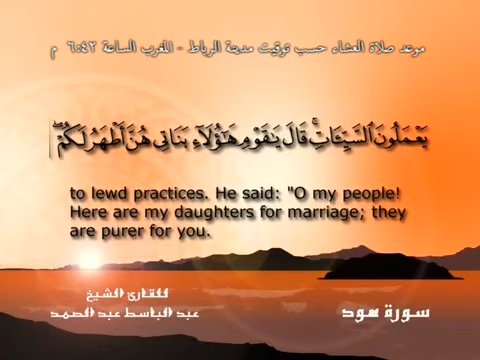 موعد صلاة العشاء حسب توقيت مدينة الرباط - المغرب الساعة ٦:٤٢ م
يَعْمَلُونَ ٱلسَّيِّـَٔاتِۚ قَالَ يَـٰقَوْمِ هَـٰٓؤُلَآءِ بَنَاتِى هُنَّ أَطْهَرُ لَكُمْۖ
to lewd practices. He said: "O my people!
Here are my daughters for marriage; they
are purer for you.
للقارئ الشيخ
عبد الباسط عبد الصمد
سورة هود